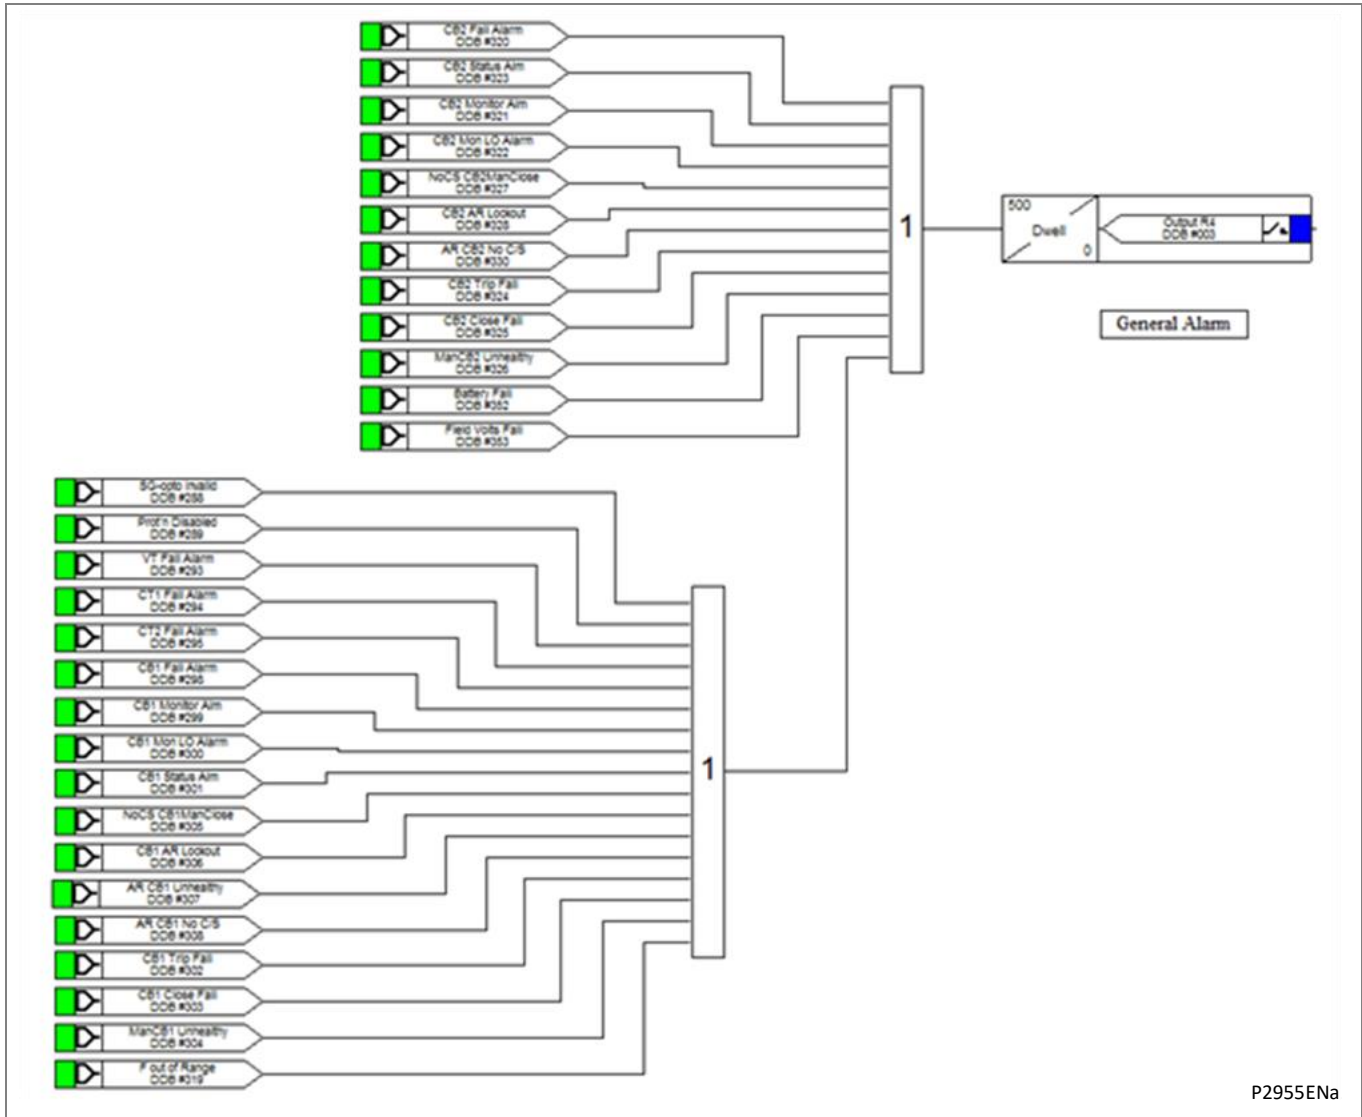 CB2 Fail Alarm
DDB #320
CB2 Status Alm
DDB #323
CB2 Monitor Alm
DDB #321
CB2 Mon LO Alarm
DDB #322
NoCS CB2ManClose
DDB #327
CB2 AR Lockout
DDB #328
AR CB2 No C/S
DDB #330
CB2 Trip Fail
DDB #324
CB2 Close Fail
DDB #325
ManCB2 Unhealthy
DDB #326
Battery Fail
DDB #352
Field Volts Fail
DDB #353
1
500
Dwell
0
Output R4
DDB #003
General Alarm
SG-opto Invalid
DDB #288
Prot'n Disabled
DDB #289
VT Fail Alarm
DDB #293
CT1 Fail Alarm
DDB #294
CT2 Fail Alarm
DDB #295
CB1 Fail Alarm
DDB #298
CB1 Monitor Alm
DDB #299
CB1 Mon LO Alarm
DDB #300
CB1 Status Alm
DDB #301
NoCS CB1ManClose
DDB #305
CB1 AR Lockout
DDB #306
AR CB1 Unhealthy
DDB #307
AR CB1 No C/S
DDB #308
CB1 Trip Fail
DDB #302
CB1 Close Fail
DDB #303
ManCB1 Unhealthy
DDB #304
F out of Range
DDB #319
1
P2955ENa